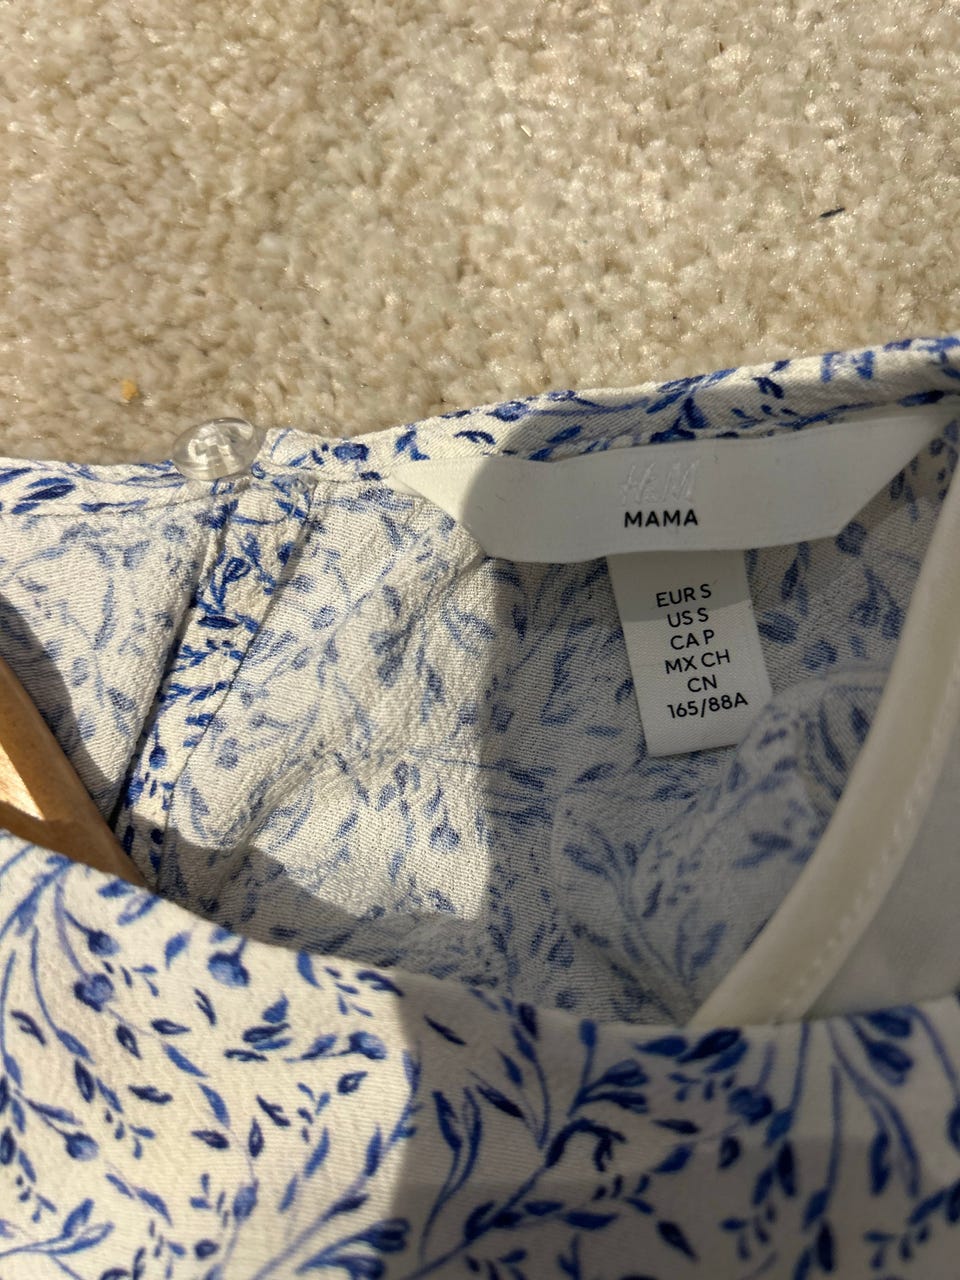 H&M
MAMA
EUR S
US S
CA P
MX CH
CN
165/88A